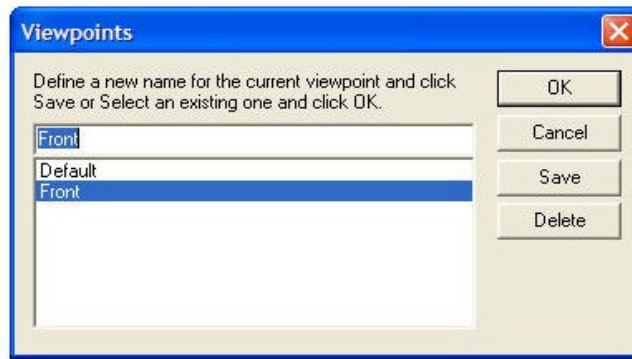 Viewpoints
Define a new name for the current viewpoint and click
Save or Select an existing one and click OK.
Front
Default
Front
OK
Cancel
Save
Delete